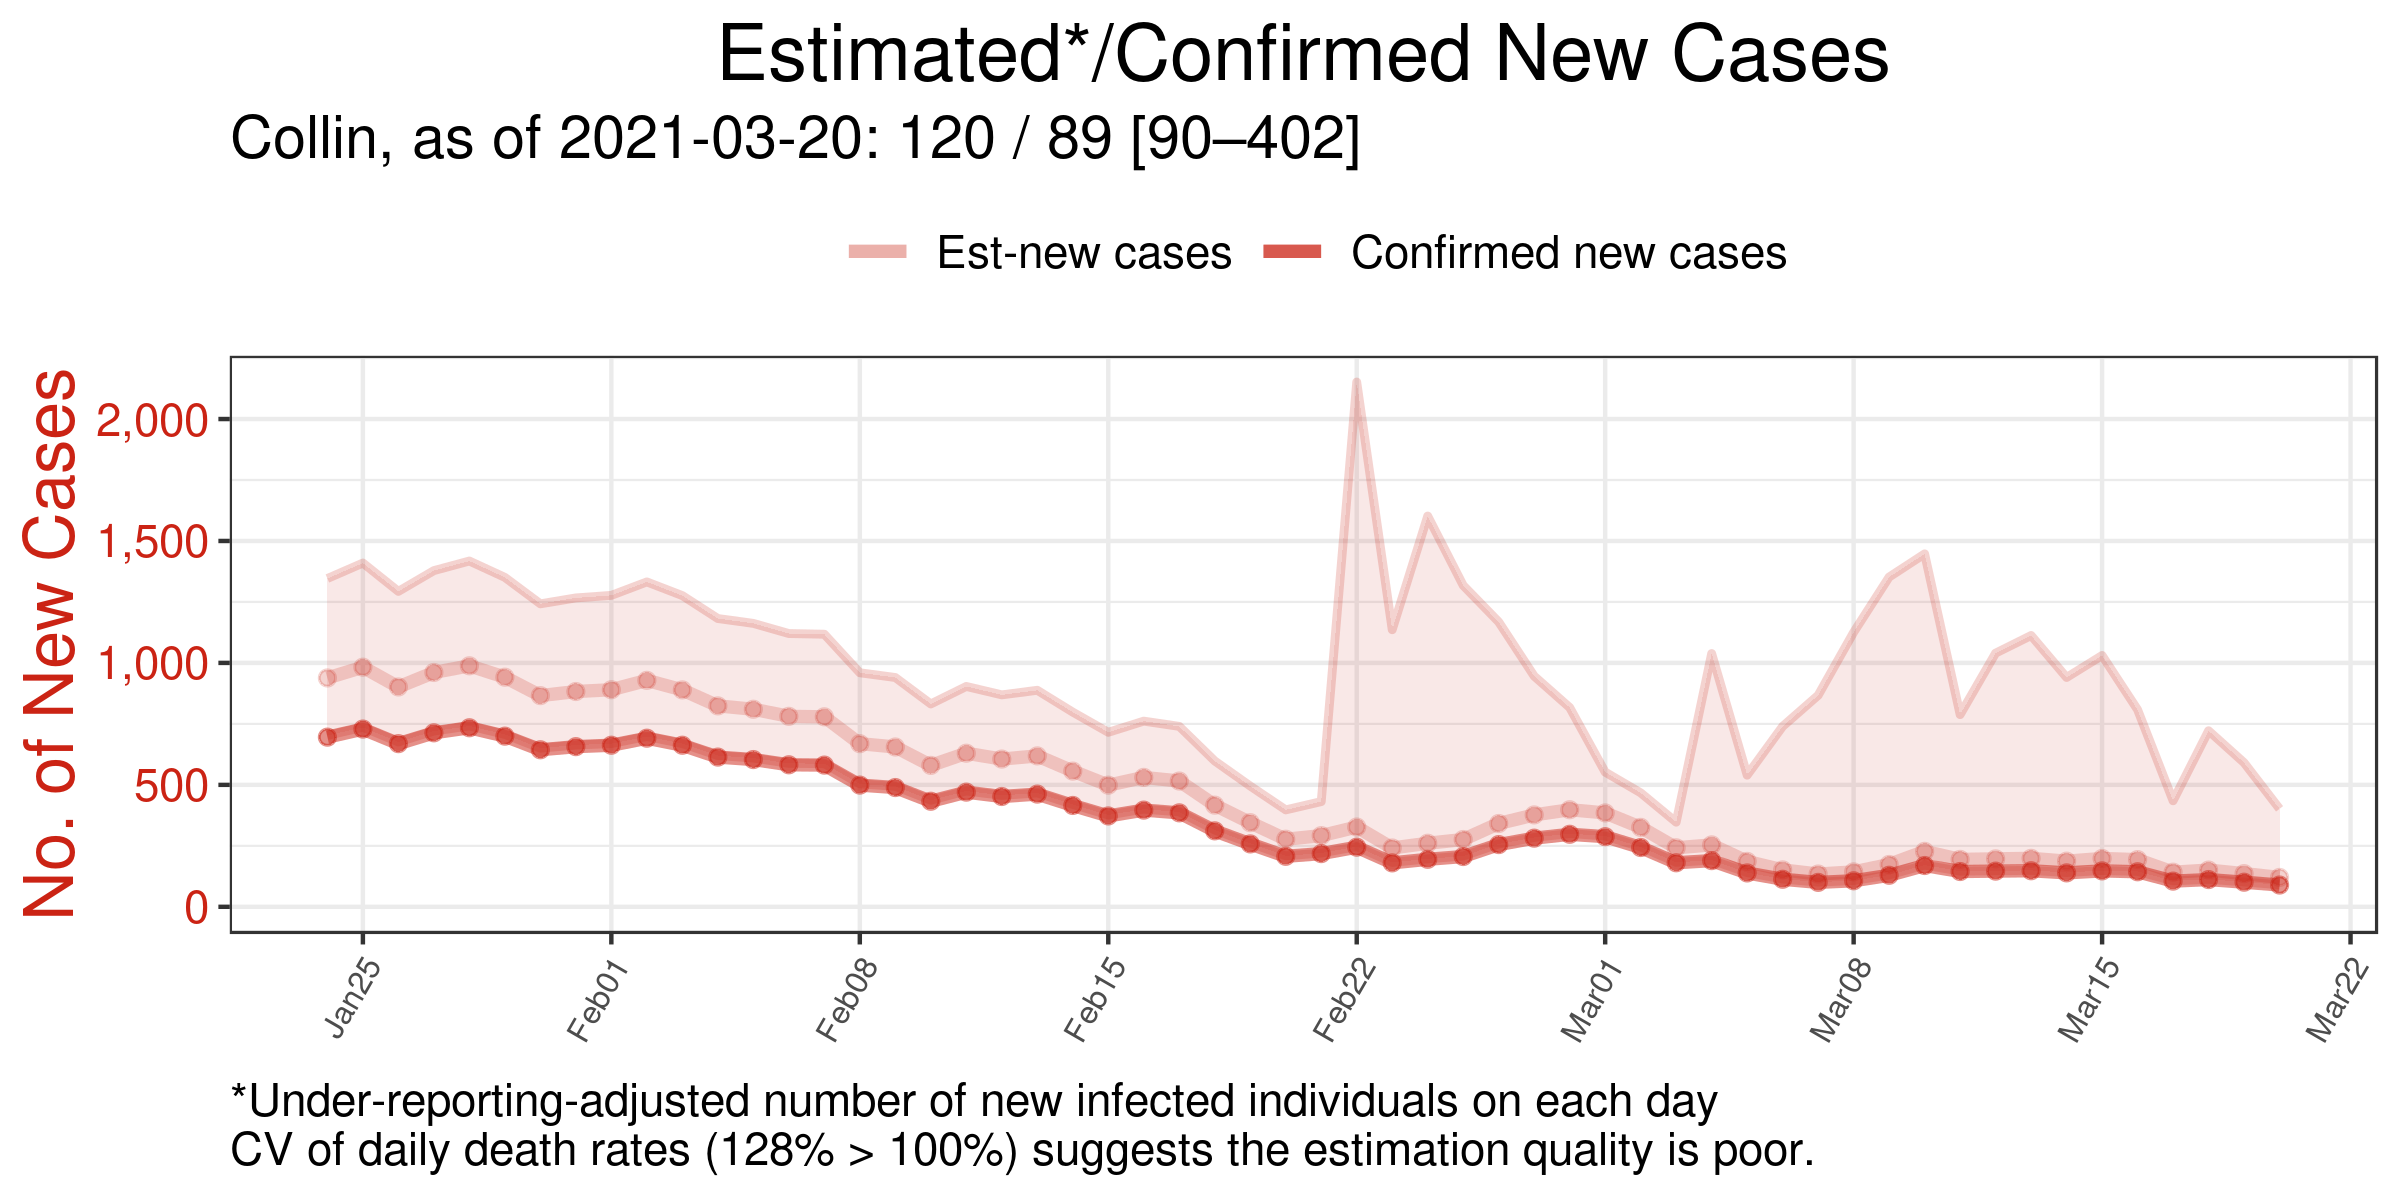 Estimated*/Confirmed New Cases
Collin, as of 2021-03-20: 120 / 89 [90–402]
Est-new cases
Confirmed new cases
No. of New Cases
2,000
1,500
1,000
500
0
Jan25
Feb01
Feb08
Feb15
Feb22
Mar01
Mar08
Mar15
Mar22
*Under-reporting-adjusted number of new infected individuals on each day
CV of daily death rates (128% > 100%) suggests the estimation quality is poor.